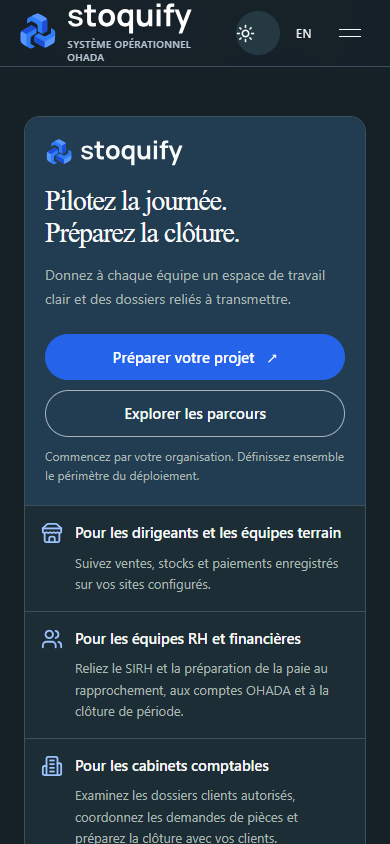 stoquify
SYSTÈME OPÉRATIONNEL
OHADA
EN
stoquify
Pilotez la journée.
Préparez la clôture.
Donnez à chaque équipe un espace de travail
clair et des dossiers reliés à transmettre.
Préparer votre projet ↗
Explorer les parcours
Commencez par votre organisation. Définissez ensemble
le périmètre du déploiement.
Pour les dirigeants et les équipes terrain
Suivez ventes, stocks et paiements enregistrés
sur vos sites configurés.
Pour les équipes RH et financières
Reliez le SIRH et la préparation de la paie au
rapprochement, aux comptes OHADA et à la
clôture de période.
Pour les cabinets comptables
Examinez les dossiers clients autorisés,
coordonnez les demandes de pièces et
préparez la clôture avec vos clients.